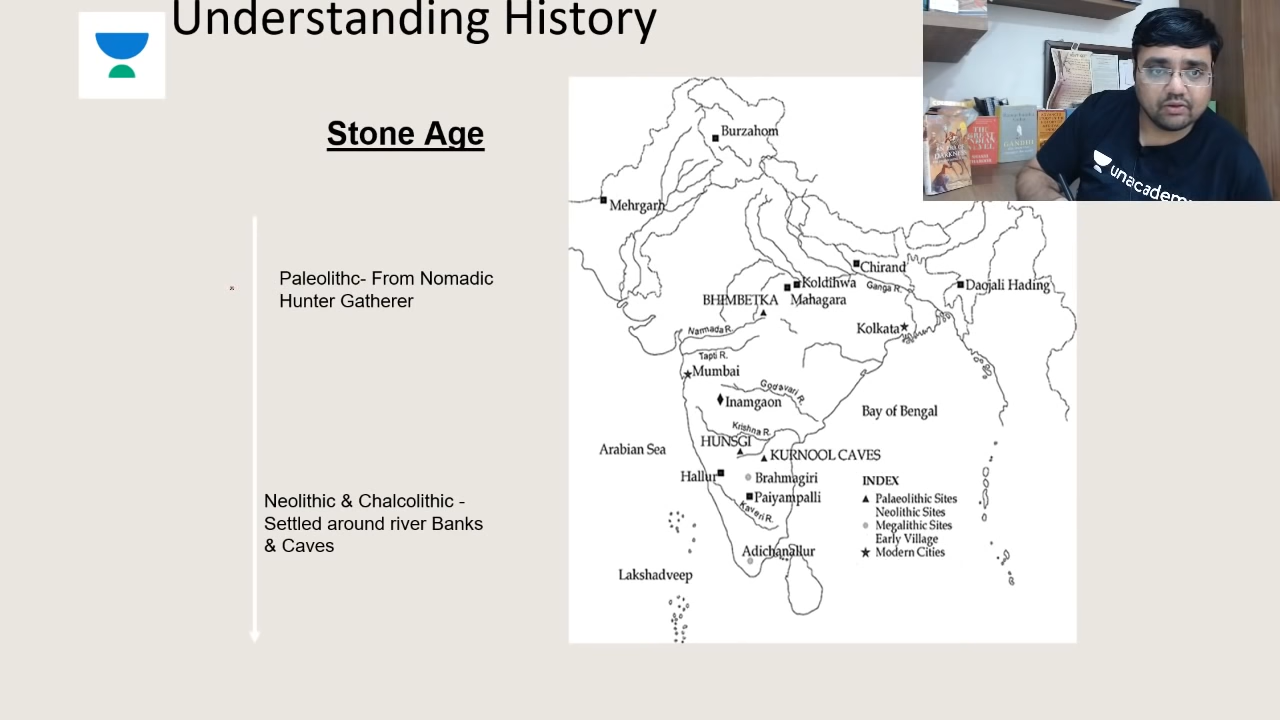 Understanding History
Stone Age
Paleolithc- From Nomadic
Hunter Gatherer
Neolithic & Chalcolithic -
Settled around river Banks
& Caves
Burzahom
Mehrgarh
Chirand
Koldihwa
Ganga R.
Daojali Hading
BHIMBETKA
Mahagara
Kolkata
Narmada R.
Tapti R.
Mumbai
Godavari R.
Inamgaon
Bay of Bengal
Krishna R.
HUNSGI
Arabian Sea
KURNOOL CAVES
Hallur
Brahmagiri
Paiyampalli
Kaveri R.
Adichanallur
Lakshadweep
INDEX
Palaeolithic Sites
Neolithic Sites
Megalithic Sites
Early Village
Modern Cities
unacademy
GANDHI